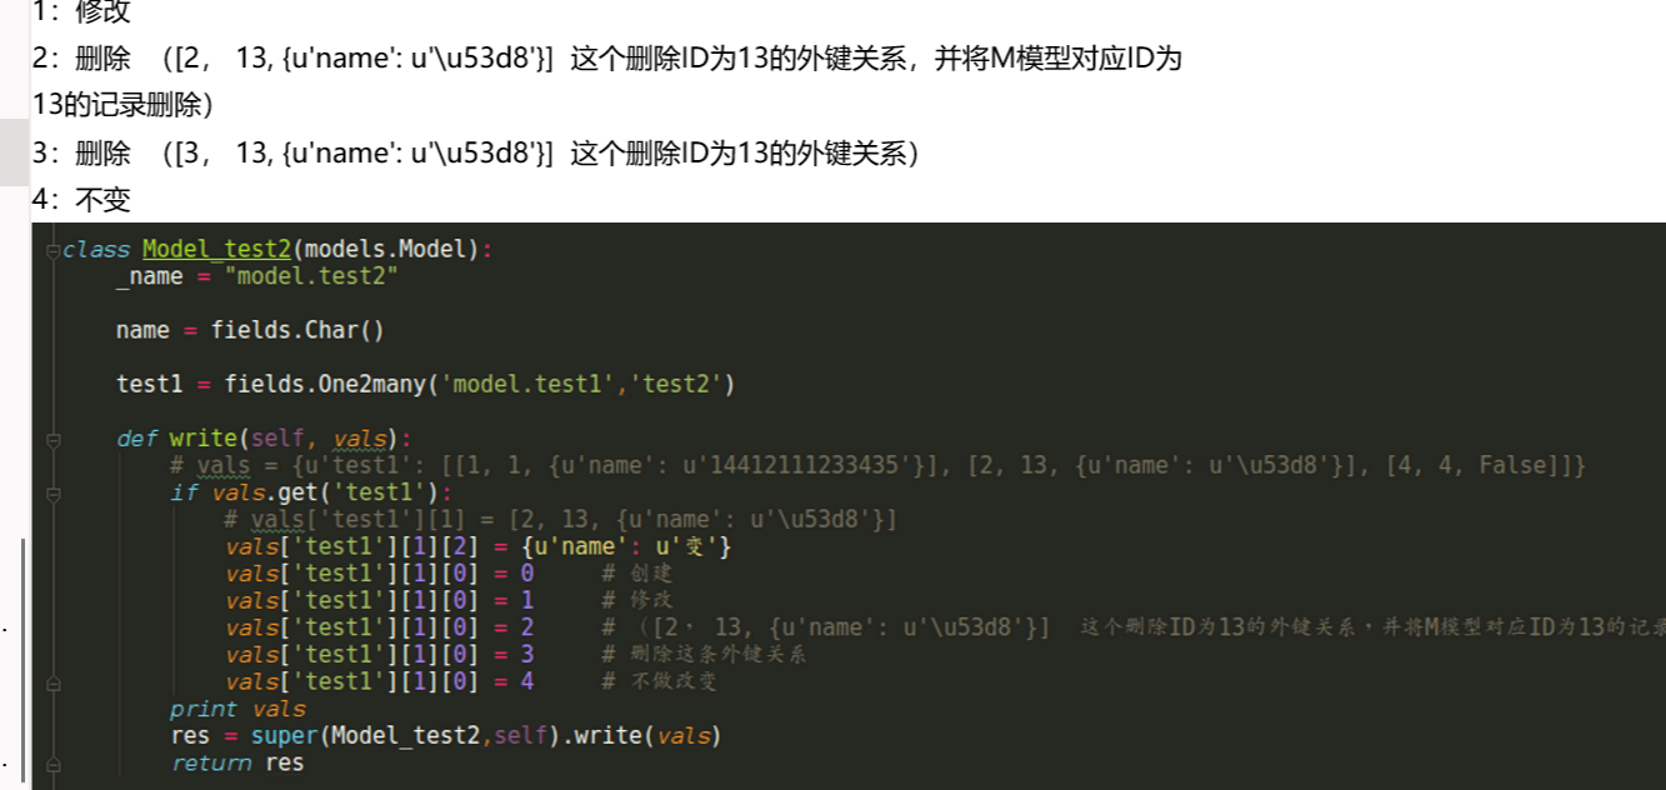 1：修改
2：删除 （[2， 13, {u'name': u'\u53d8'}] 这个删除ID为13的外键关系，并将M模型对应ID为
13的记录删除）
3：删除 （[3， 13, {u'name': u'\u53d8'}] 这个删除ID为13的外键关系）
4：不变
class Model_test2(models.Model):
_name = "model.test2"
name = fields.Char()
test1 = fields.One2many('model.test1','test2')
def write(self, vals):
# vals = {u'test1': [[1, 1, {u'name': u'14412111233435'}], [2, 13, {u'name': u'\u53d8'}], [4, 4, False]]}
if vals.get('test1'):
# vals['test1'][1] = [2, 13, {u'name': u'\u53d8'}]
vals['test1'][1][2] = {u'name': u'变'}
vals['test1'][1][0] = 0 # 创建
vals['test1'][1][0] = 1 # 修改
vals['test1'][1][0] = 2 # （[2， 13, {u'name': u'\u53d8'}] 这个删除ID为13的外键关系，并将M模型对应ID为13的记录
vals['test1'][1][0] = 3 # 删除这条外键关系
vals['test1'][1][0] = 4 # 不做改变
print vals
res = super(Model_test2,self).write(vals)
return res